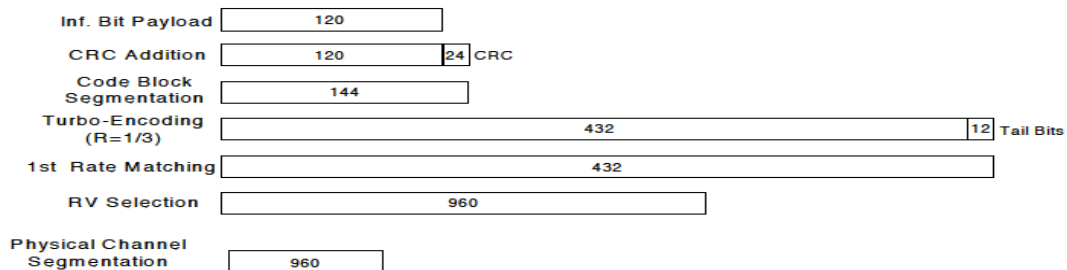 Inf. Bit Payload 120
CRC Addition 120 24 CRC
Code Block
Segmentation 144
Turbo-Encoding
(R=1/3) 432 12 Tail Bits
1st Rate Matching 432
RV Selection 960
Physical Channel
Segmentation 960